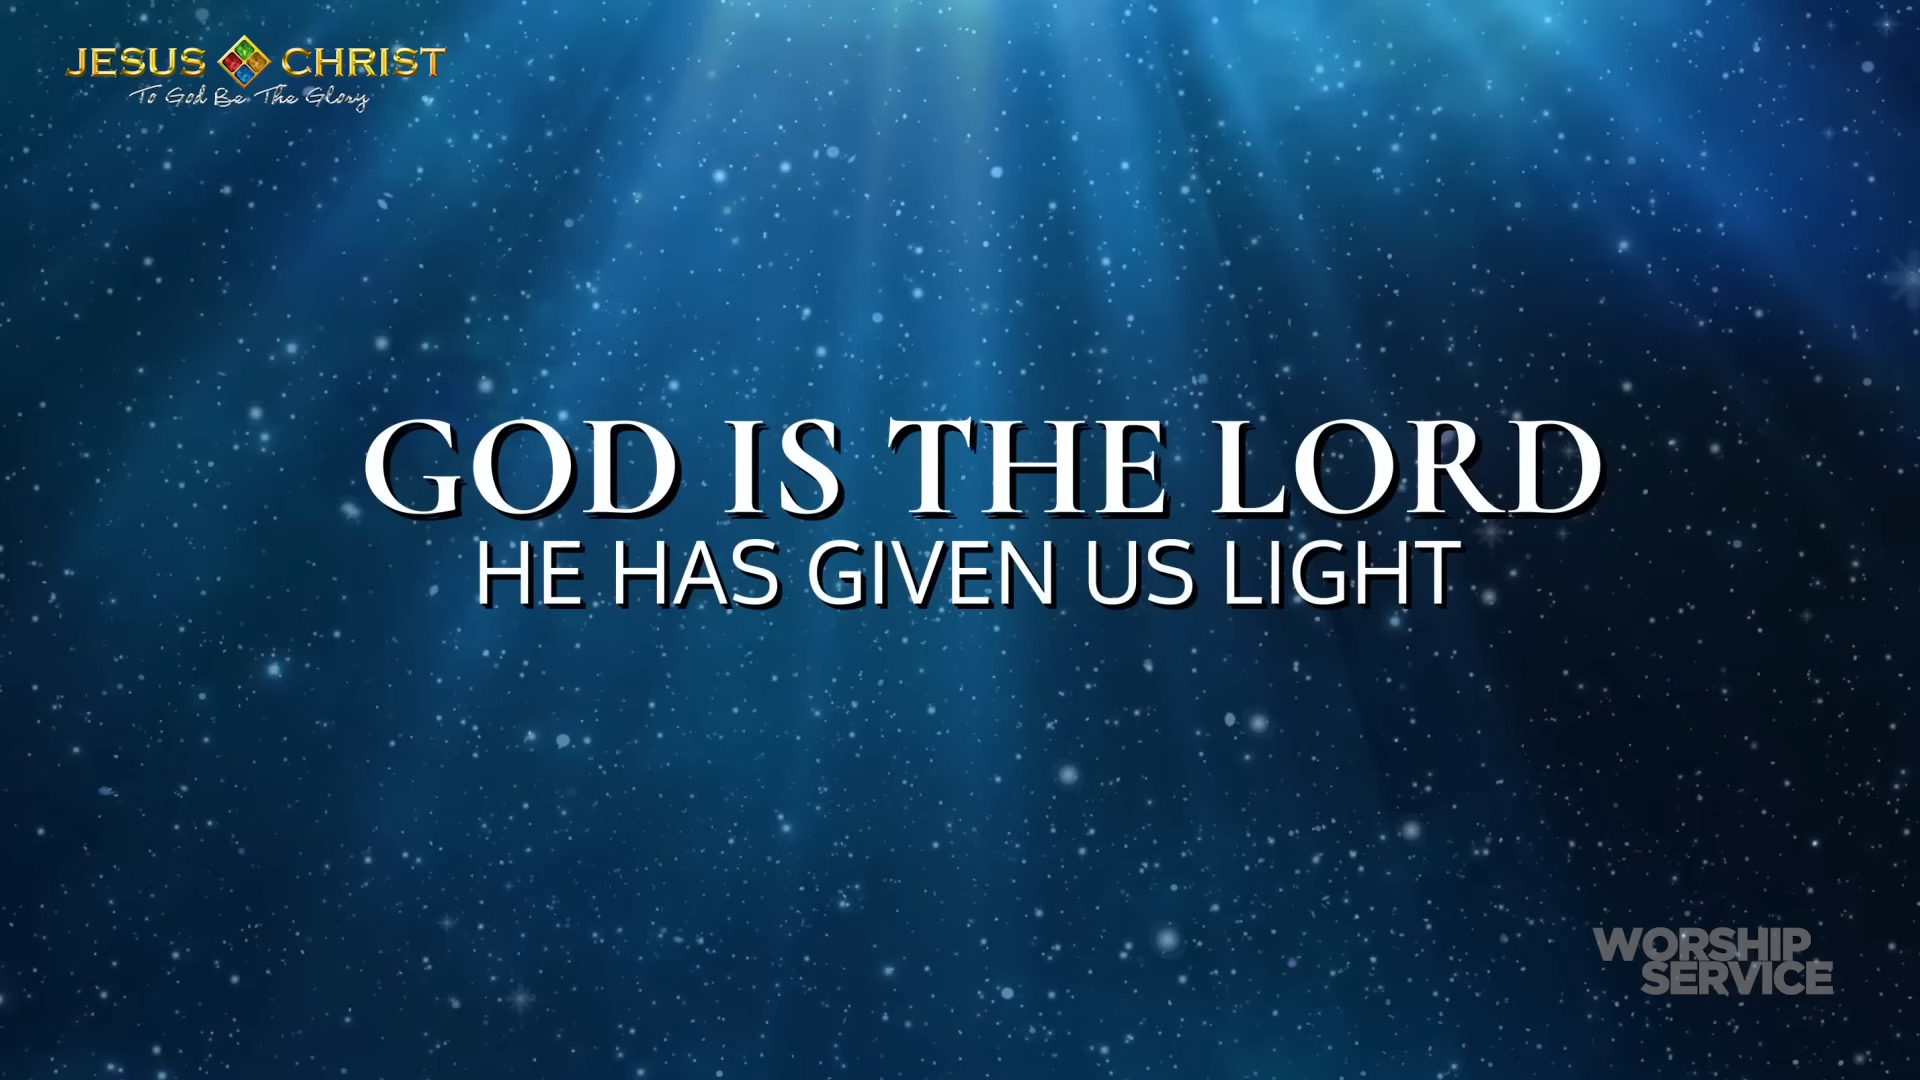 JESUS CHRIST
To God Be The Glory
GOD IS THE LORD
HE HAS GIVEN US LIGHT
WORSHIP
SERVICE